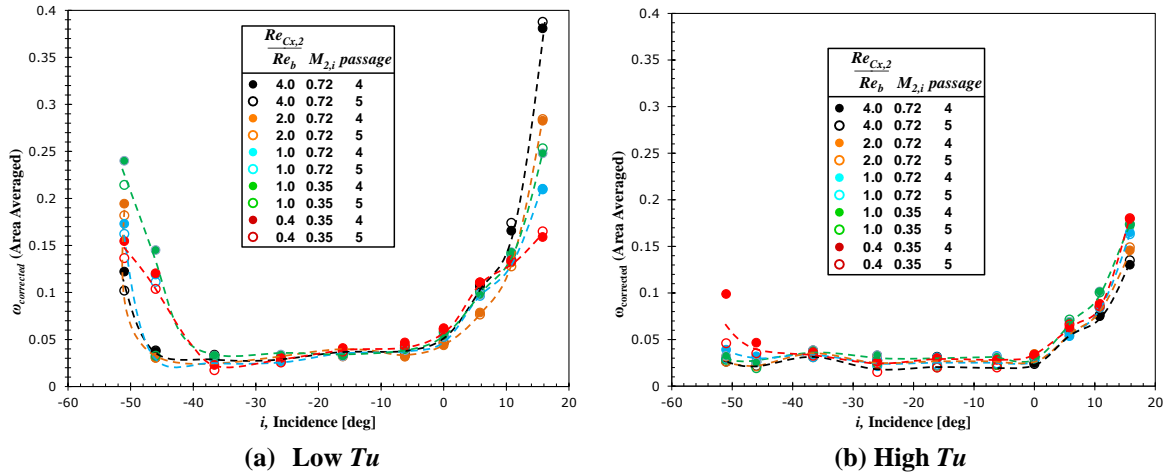 0.4
0.35
0.3
0.25
0.2
0.15
0.1
0.05
0
ω_corrected (Area Averaged)
-60 -50 -40 -30 -20 -10 0 10 20
i, Incidence [deg]
Re_Cx,2
Re_b M_2,i passage
4.0 0.72 4
4.0 0.72 5
2.0 0.72 4
2.0 0.72 5
1.0 0.72 4
1.0 0.72 5
1.0 0.35 4
1.0 0.35 5
0.4 0.35 4
0.4 0.35 5
(a) Low Tu
0.4
0.35
0.3
0.25
0.2
0.15
0.1
0.05
0
ω_corrected (Area Averaged)
-60 -50 -40 -30 -20 -10 0 10 20
i, Incidence [deg]
Re_Cx,2
Re_b M_2,i passage
4.0 0.72 4
4.0 0.72 5
2.0 0.72 4
2.0 0.72 5
1.0 0.72 4
1.0 0.72 5
1.0 0.35 4
1.0 0.35 5
0.4 0.35 4
0.4 0.35 5
(b) High Tu